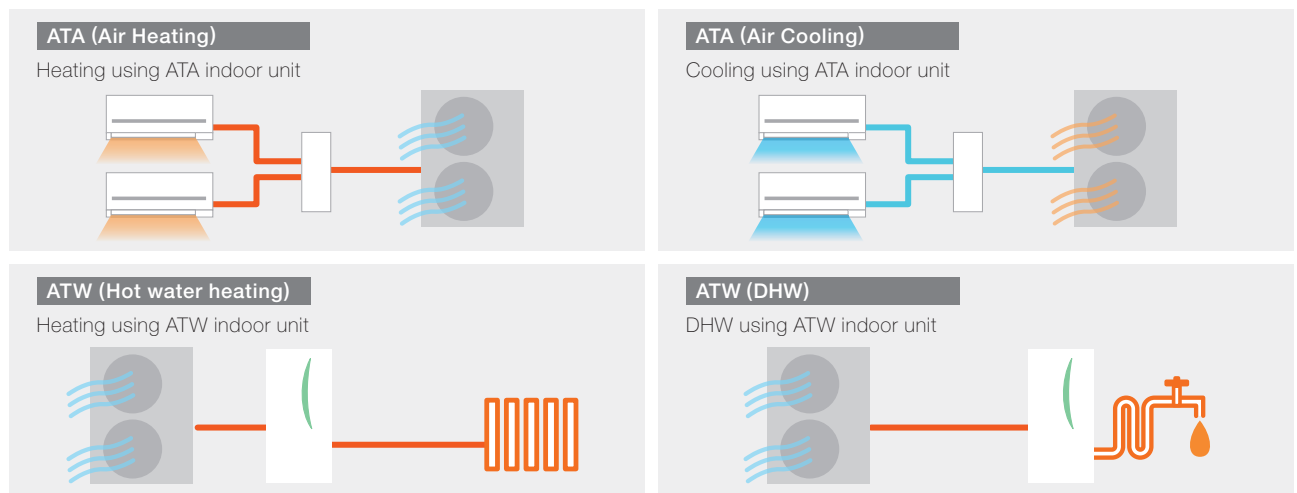 ATA (Air Heating)
Heating using ATA indoor unit
ATA (Air Cooling)
Cooling using ATA indoor unit
ATW (Hot water heating)
Heating using ATW indoor unit
ATW (DHW)
DHW using ATW indoor unit